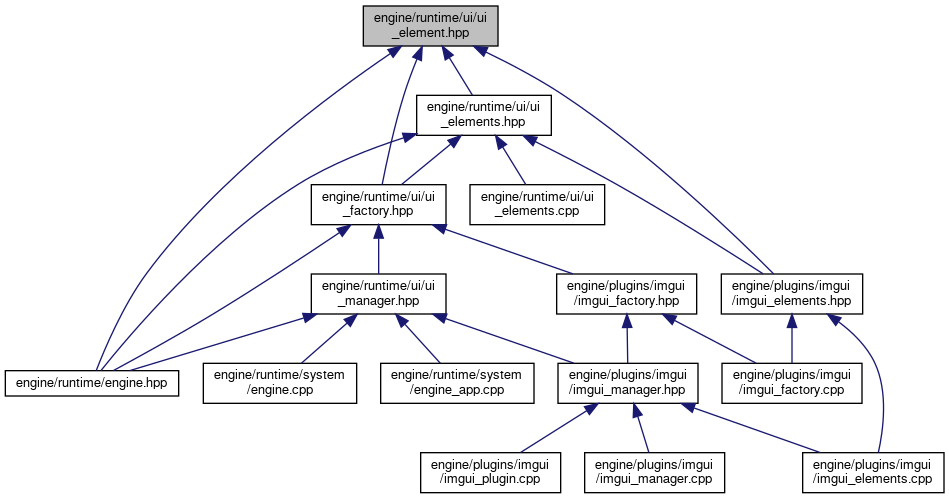 engine/runtime/ui/ui
_element.hpp
engine/runtime/ui/ui
_elements.hpp
engine/runtime/ui/ui
_factory.hpp
engine/runtime/ui/ui
_elements.cpp
engine/runtime/ui/ui
_manager.hpp
engine/plugins/imgui
/imgui_factory.hpp
engine/plugins/imgui
/imgui_elements.hpp
engine/runtime/engine.hpp
engine/runtime/system
/engine.cpp
engine/runtime/system
/engine_app.cpp
engine/plugins/imgui
/imgui_manager.hpp
engine/plugins/imgui
/imgui_factory.cpp
engine/plugins/imgui
/imgui_plugin.cpp
engine/plugins/imgui
/imgui_manager.cpp
engine/plugins/imgui
/imgui_elements.cpp